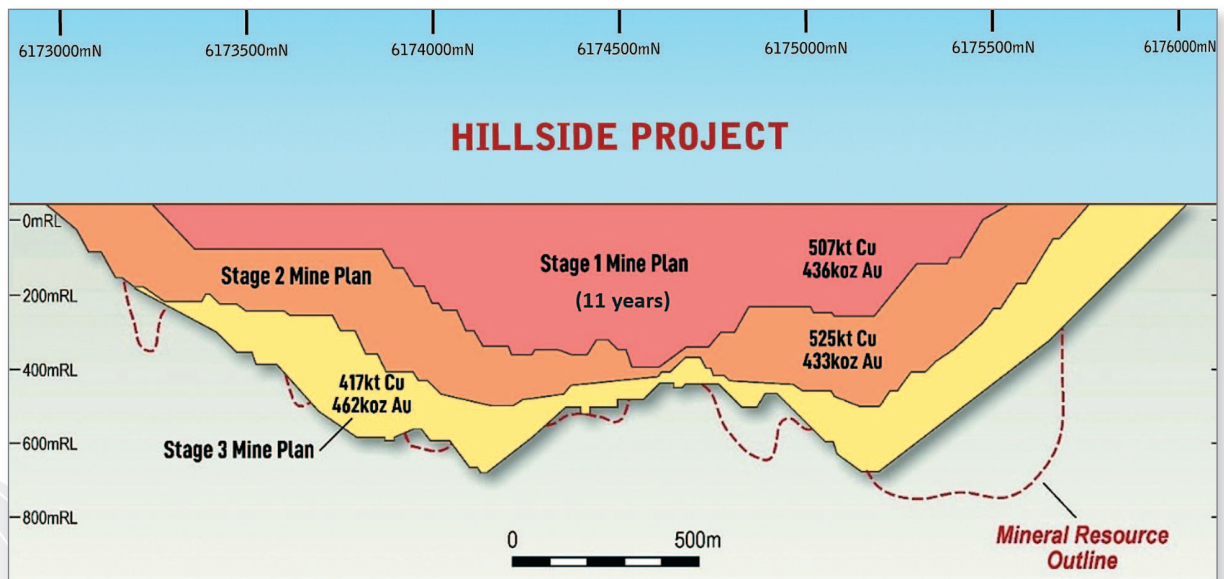 6173000mN 6173500mN 6174000mN 6174500mN 6175000mN 6175500mN 6176000mN
HILLSIDE PROJECT
0mRL
200mRL
400mRL
600mRL
800mRL
Stage 2 Mine Plan
Stage 1 Mine Plan
(11 years)
507kt Cu
436koz Au
525kt Cu
433koz Au
417kt Cu
462koz Au
Stage 3 Mine Plan
0 500m
Mineral Resource
Outline